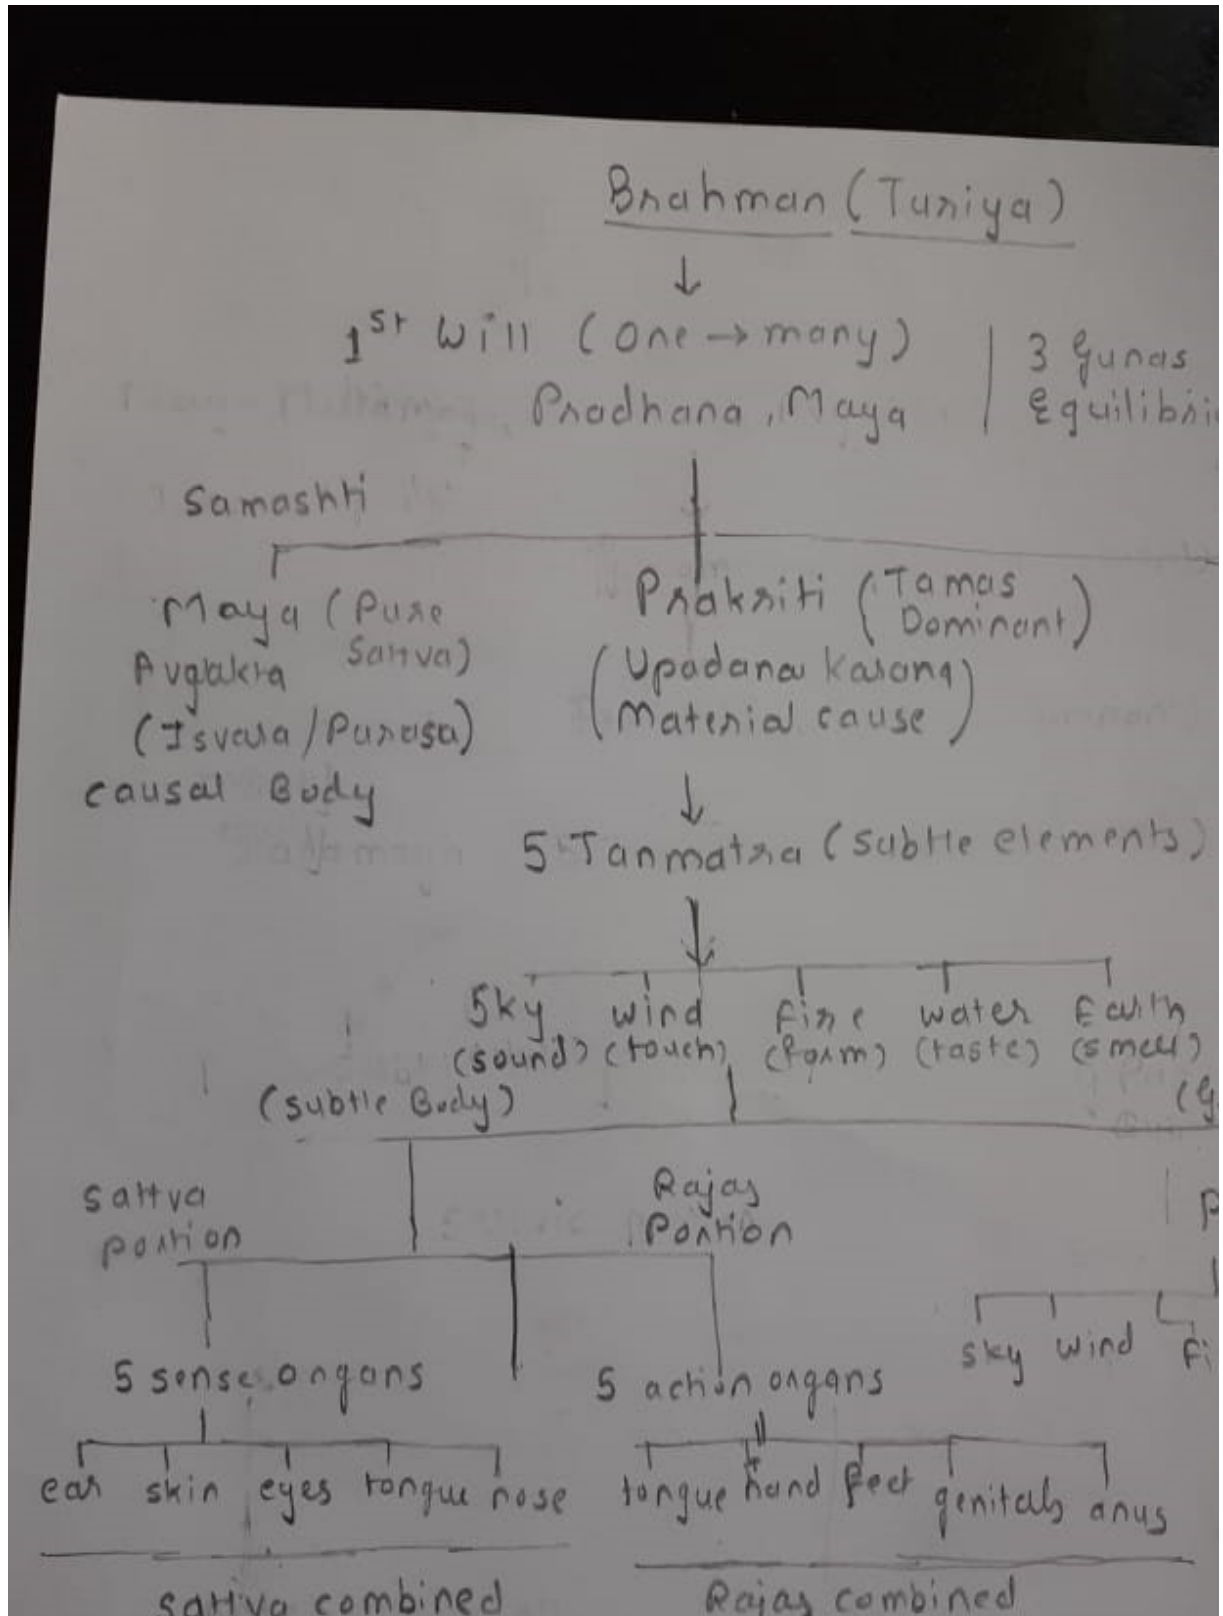 Brahman (Turiya)
↓
1st Will (One → many) | 3 Gunas
Pradhana, Maya | Equilibri
Samashti
Maya (Pure Prakriti (Tamas Dominant)
Avyakta Sattva) (Upadana Karana
(Isvara/Purusa) Material cause)
causal Body
↓
5 Tanmatra (subtle elements)
Sky wind Fire water Earth
(sound) (touch) (form) (taste) (smell)
(subtle Body) (G
Sattva Rajas
portion Portion P
5 sense organs 5 action organs sky wind Fi
ear skin eyes tongue nose tongue hand feet genitals anus
Sattva combined Rajas combined